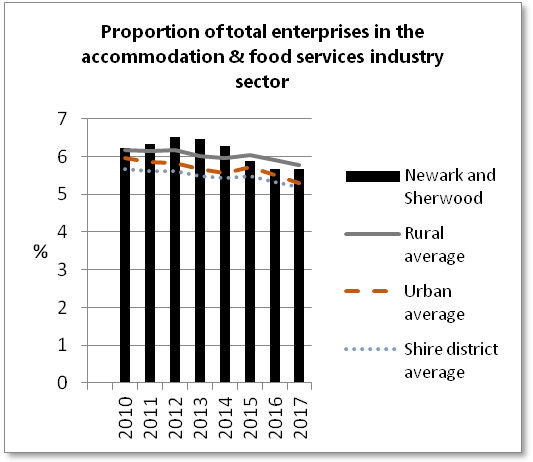 Proportion of total enterprises in the
accommodation & food services industry
sector
7
6
5
4
3
2
1
0
%
2010
2011
2012
2013
2014
2015
2016
2017
Newark and
Sherwood
Rural
average
Urban
average
Shire district
average